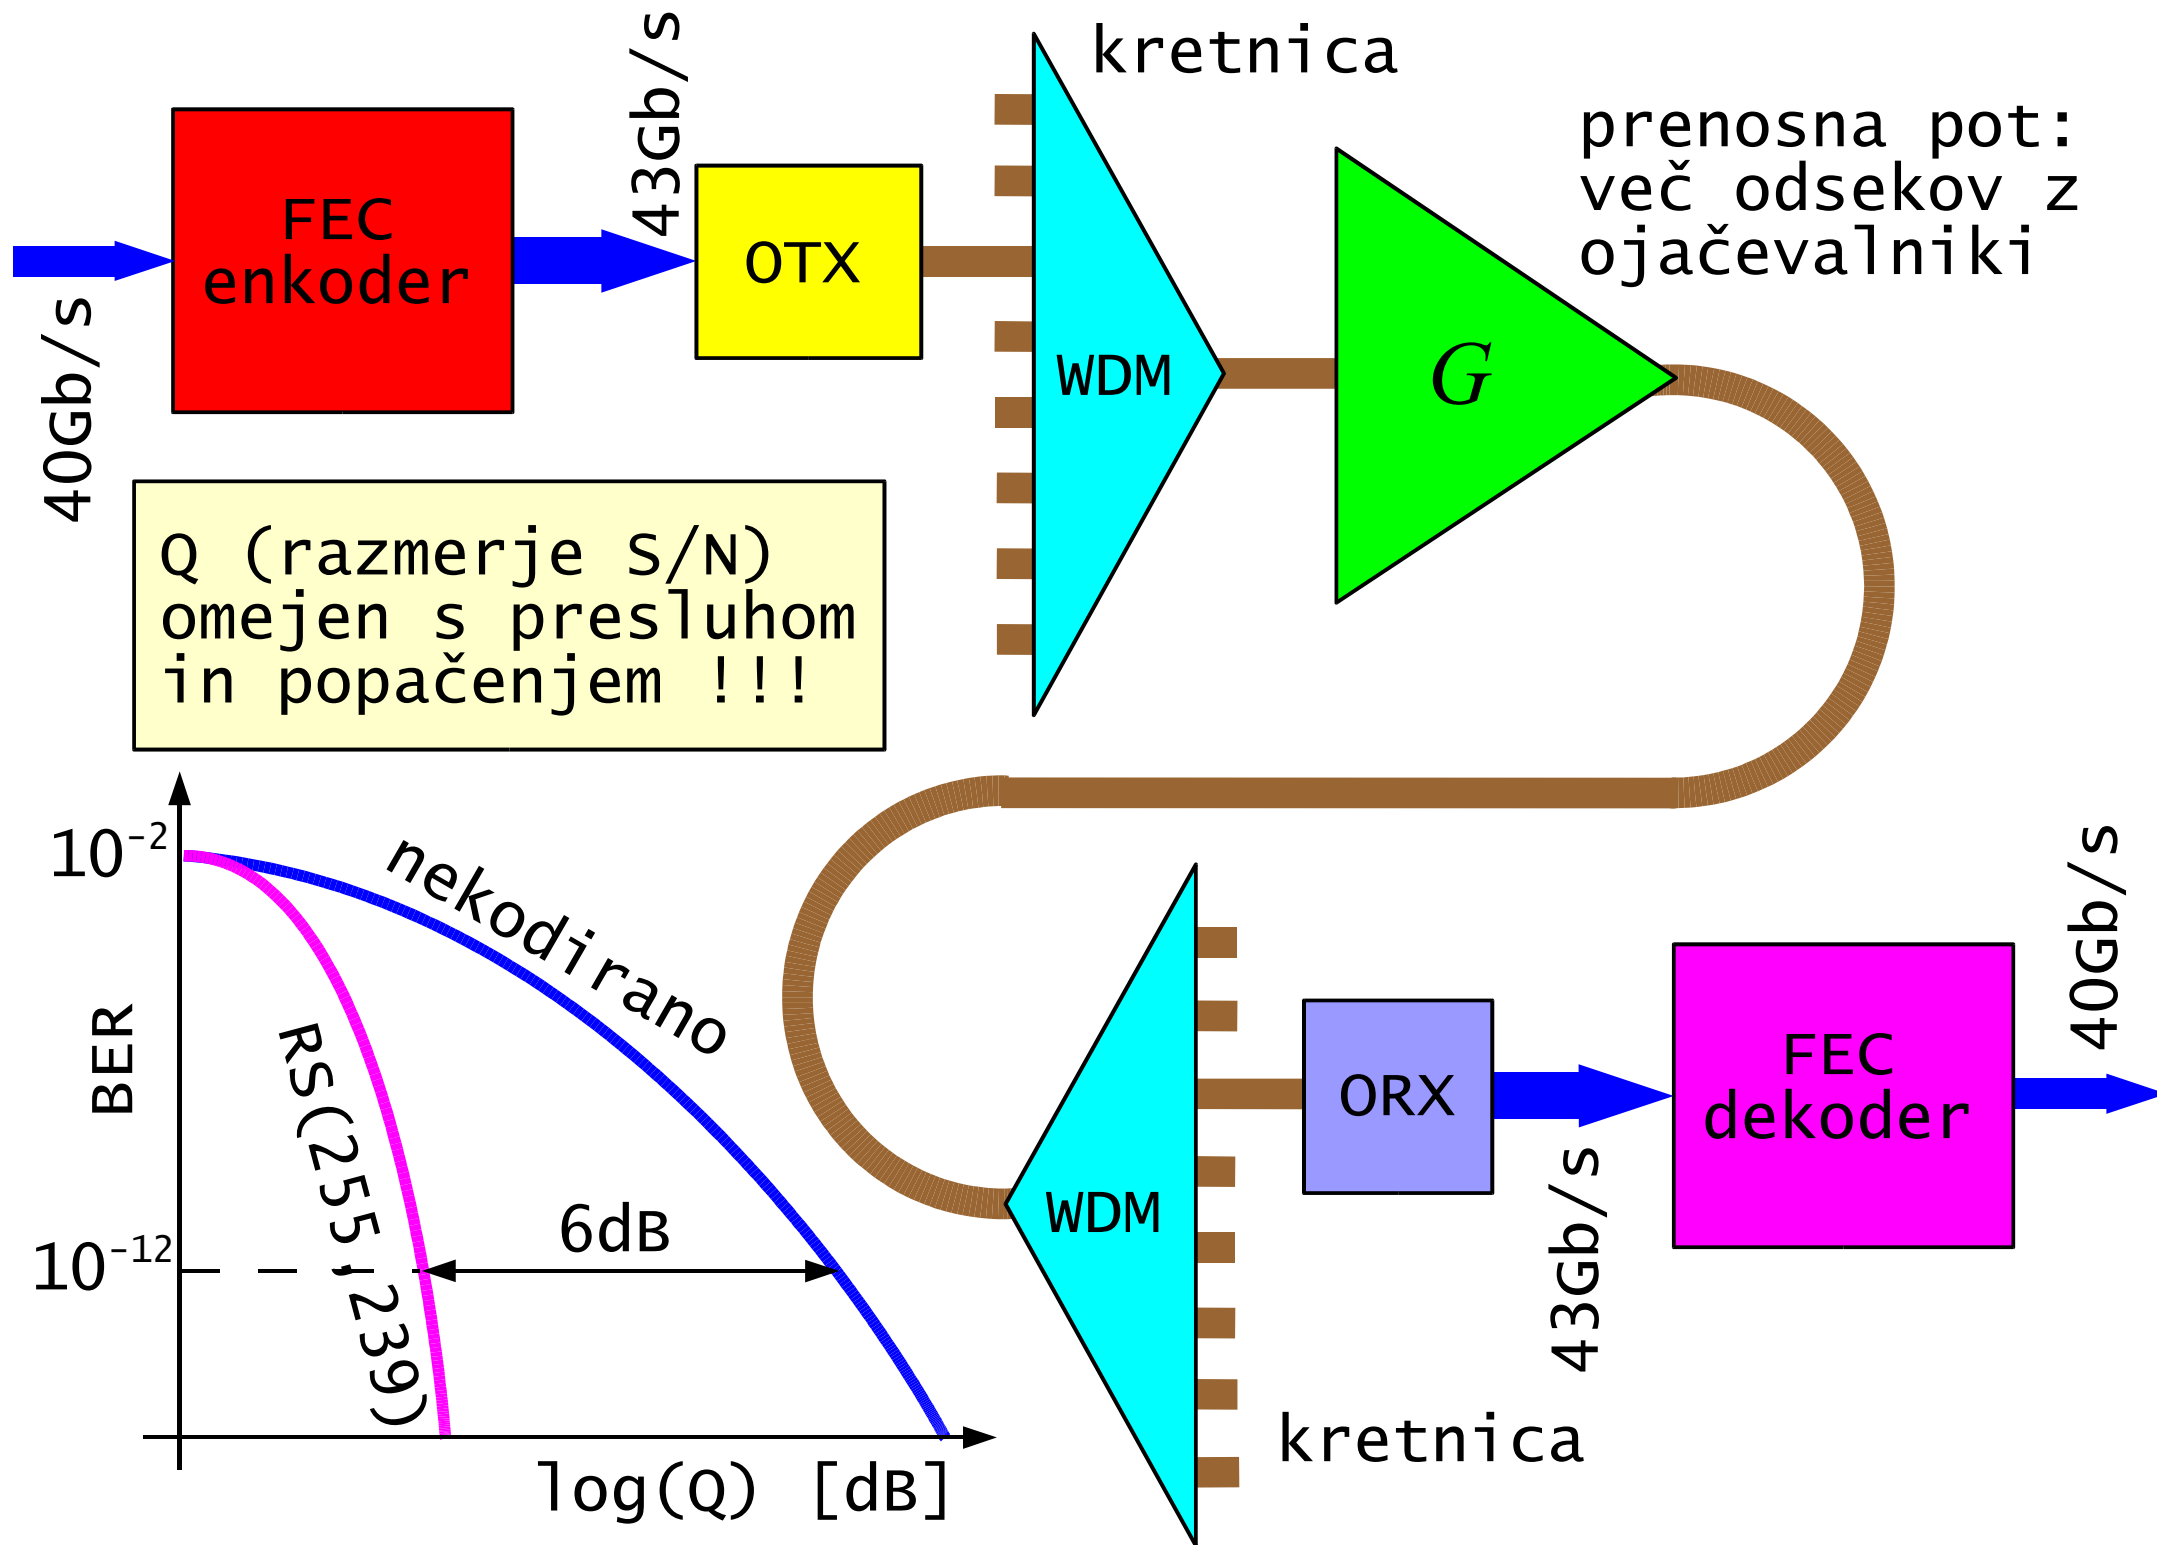 40Gb/s
FEC
enkoder
43Gb/s
OTX
kretnica
WDM
G
prenosna pot:
več odsekov z
ojačevalniki
Q (razmerje S/N)
omejen s presluhom
in popačenjem !!!
10⁻²
BER
10⁻¹²
nekodirano
RS(255,239)
6dB
log(Q) [dB]
WDM
kretnica
ORX
43Gb/s
FEC
dekoder
40Gb/s